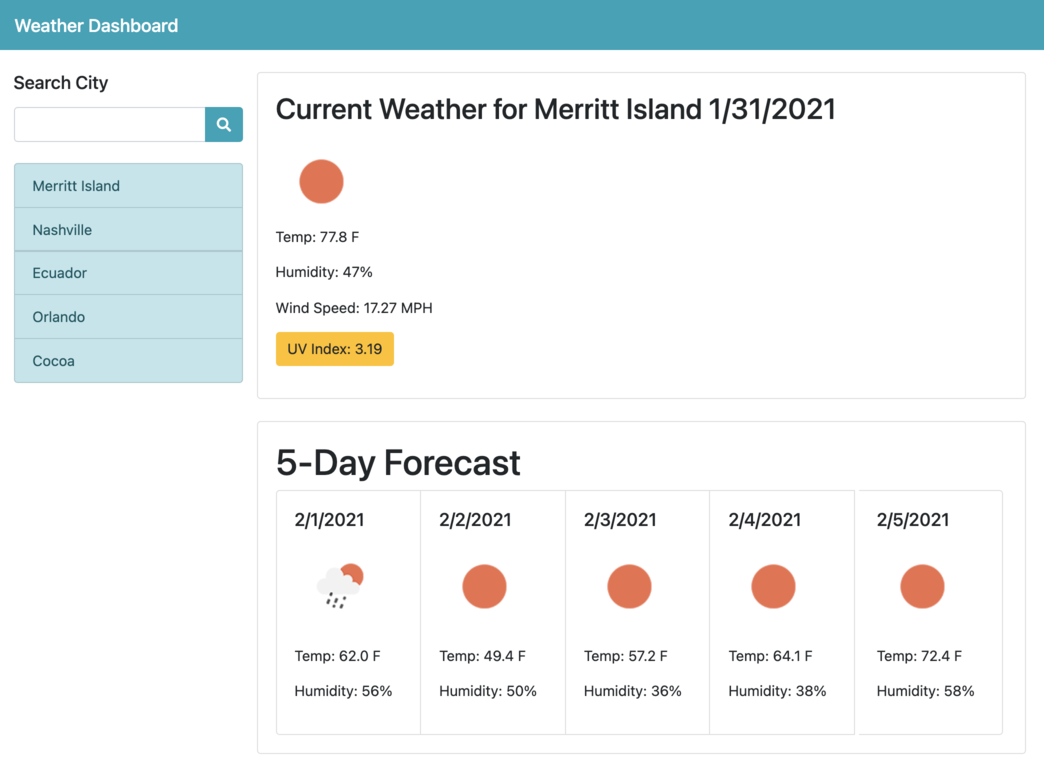 Weather Dashboard
Search City
Merritt Island
Nashville
Ecuador
Orlando
Cocoa
Current Weather for Merritt Island 1/31/2021
Temp: 77.8 F
Humidity: 47%
Wind Speed: 17.27 MPH
UV Index: 3.19
5-Day Forecast
2/1/2021
Temp: 62.0 F
Humidity: 56%
2/2/2021
Temp: 49.4 F
Humidity: 50%
2/3/2021
Temp: 57.2 F
Humidity: 36%
2/4/2021
Temp: 64.1 F
Humidity: 38%
2/5/2021
Temp: 72.4 F
Humidity: 58%